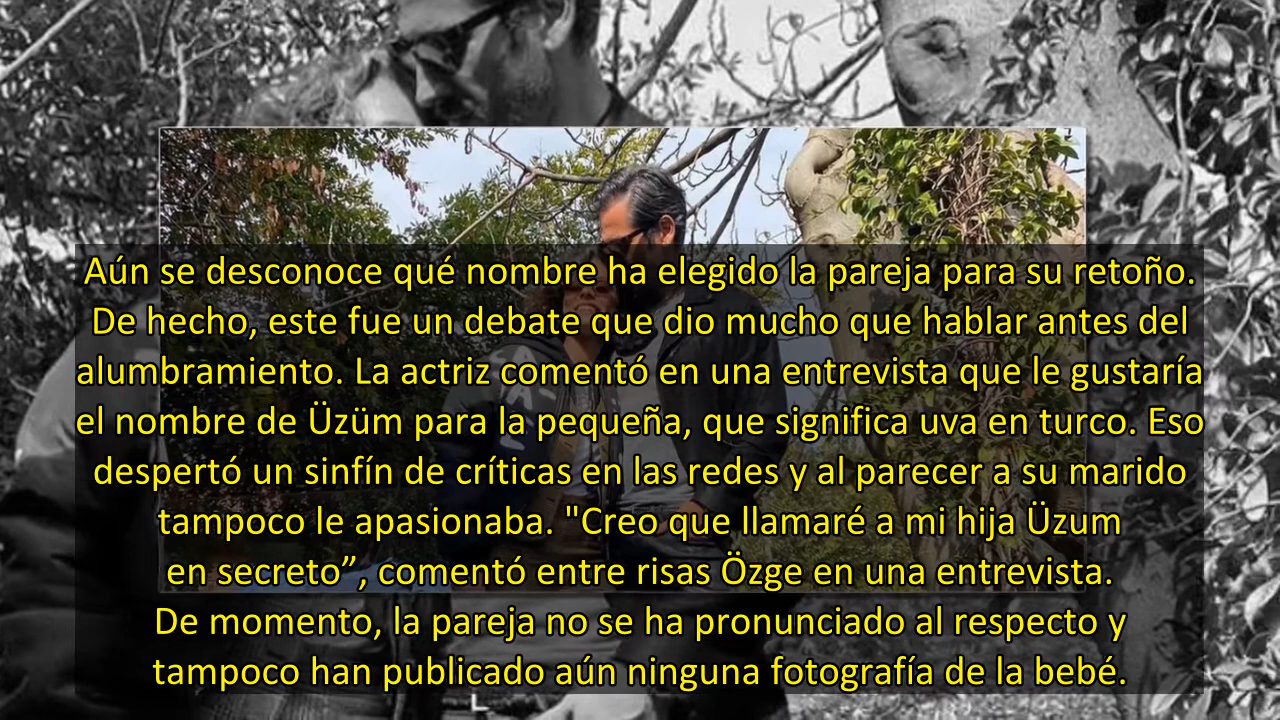 Aún se desconoce qué nombre ha elegido la pareja para su retoño.
De hecho, este fue un debate que dio mucho que hablar antes del
alumbramiento. La actriz comentó en una entrevista que le gustaría
el nombre de Üzüm para la pequeña, que significa uva en turco. Eso
despertó un sinfín de críticas en las redes y al parecer a su marido
tampoco le apasionaba. "Creo que llamaré a mi hija Üzum
en secreto”, comentó entre risas Özge en una entrevista.
De momento, la pareja no se ha pronunciado al respecto y
tampoco han publicado aún ninguna fotografía de la bebé.